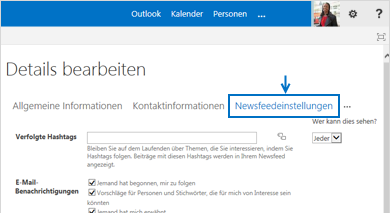 Outlook Kalender Personen ... ?
Details bearbeiten
Allgemeine Informationen Kontaktinformationen Newsfeedeinstellungen ...
Wer kann dies sehen?
Verfolgte Hashtags Jeder
Bleiben Sie auf dem Laufenden über Themen, die Sie interessieren, indem Sie
Hashtags folgen. Beiträge mit diesen Hashtags werden in Ihrem Newsfeed
angezeigt.
E-Mail-
Benachrichtigungen
Jemand hat begonnen, mir zu folgen
Vorschläge für Personen und Stichwörter, die für mich von Interesse sein
könnten
Jemand hat mich erwähnt